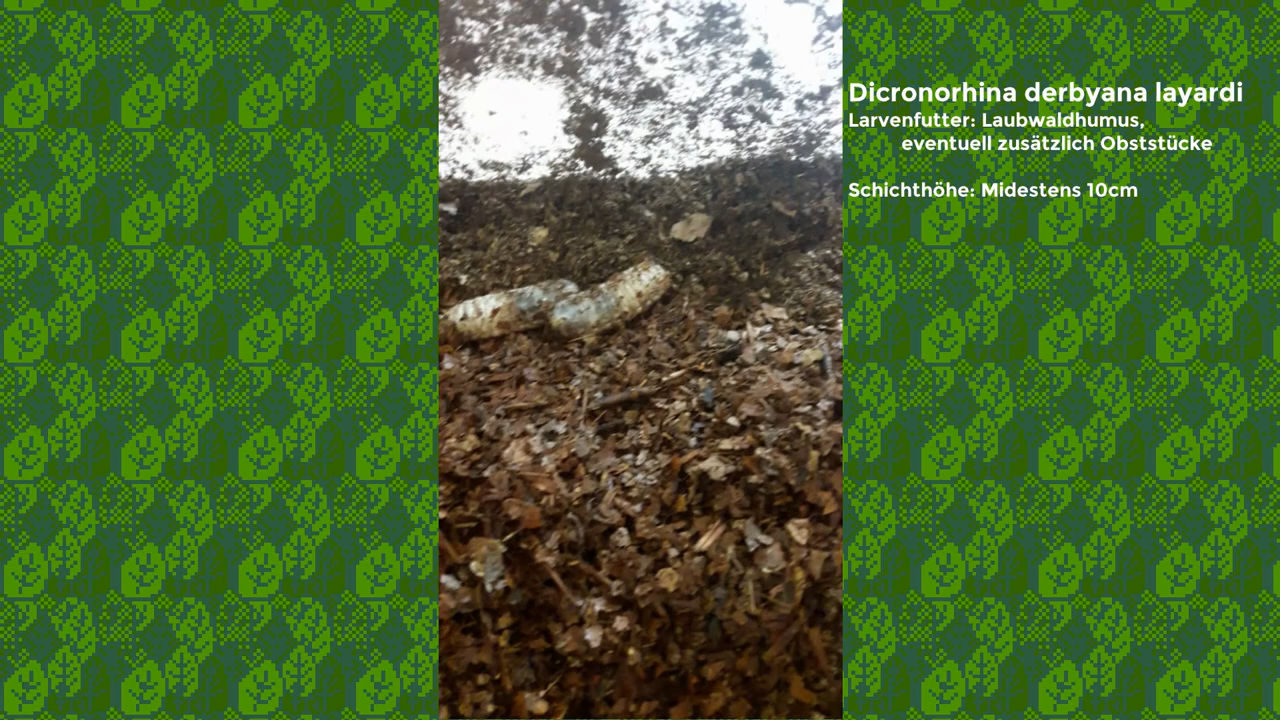 Dicronorhina derbyana layardi
Larvenfutter: Laubwaldhumus,
eventuell zusätzlich Obststücke
Schichthöhe: Midestens 10cm